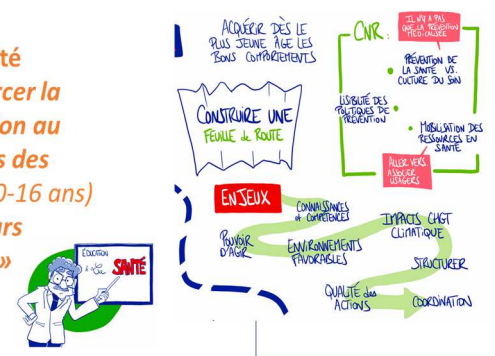 té
rcer la
on au
s des
0-16 ans)
rs
»
ÉDUCATION
à la
SANTÉ
ACQUÉRIR DÈS LE
PLUS JEUNE ÂGE LES
BONS COMPORTEMENTS
CONSTRUIRE UNE
FEUILLE de ROUTE
CNR :
IL N'Y A PAS
QUE LA PRÉVENTION
MÉDICALISÉE
PRÉVENTION DE
LA SANTÉ VS.
CULTURE DU SOIN
LISIBILITÉ DES
POLITIQUES DE
PRÉVENTION
MOBILISATION DES
RESSOURCES EN
SANTÉ
ALLER VERS
ASSOCIER
USAGERS
ENJEUX
CONNAISSANCES
et COMPÉTENCES
POUVOIR
D'AGIR
ENVIRONNEMENTS
FAVORABLES
IMPACTS CHGT
CLIMATIQUE
STRUCTURER
QUALITÉ des
ACTIONS
COORDINATION